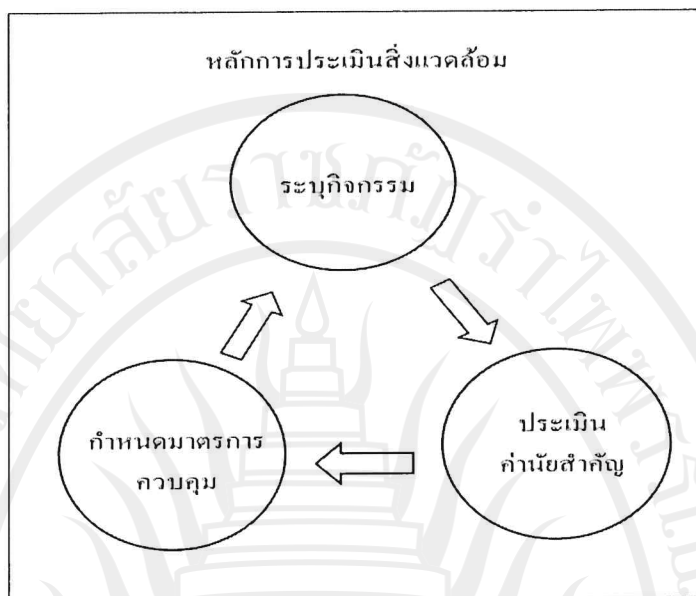 หลักการประเมินสิ่งแวดล้อม
ระบุกิจกรรม
ประเมิน
ค่านัยสำคัญ
กำหนดมาตรการ
ควบคุม